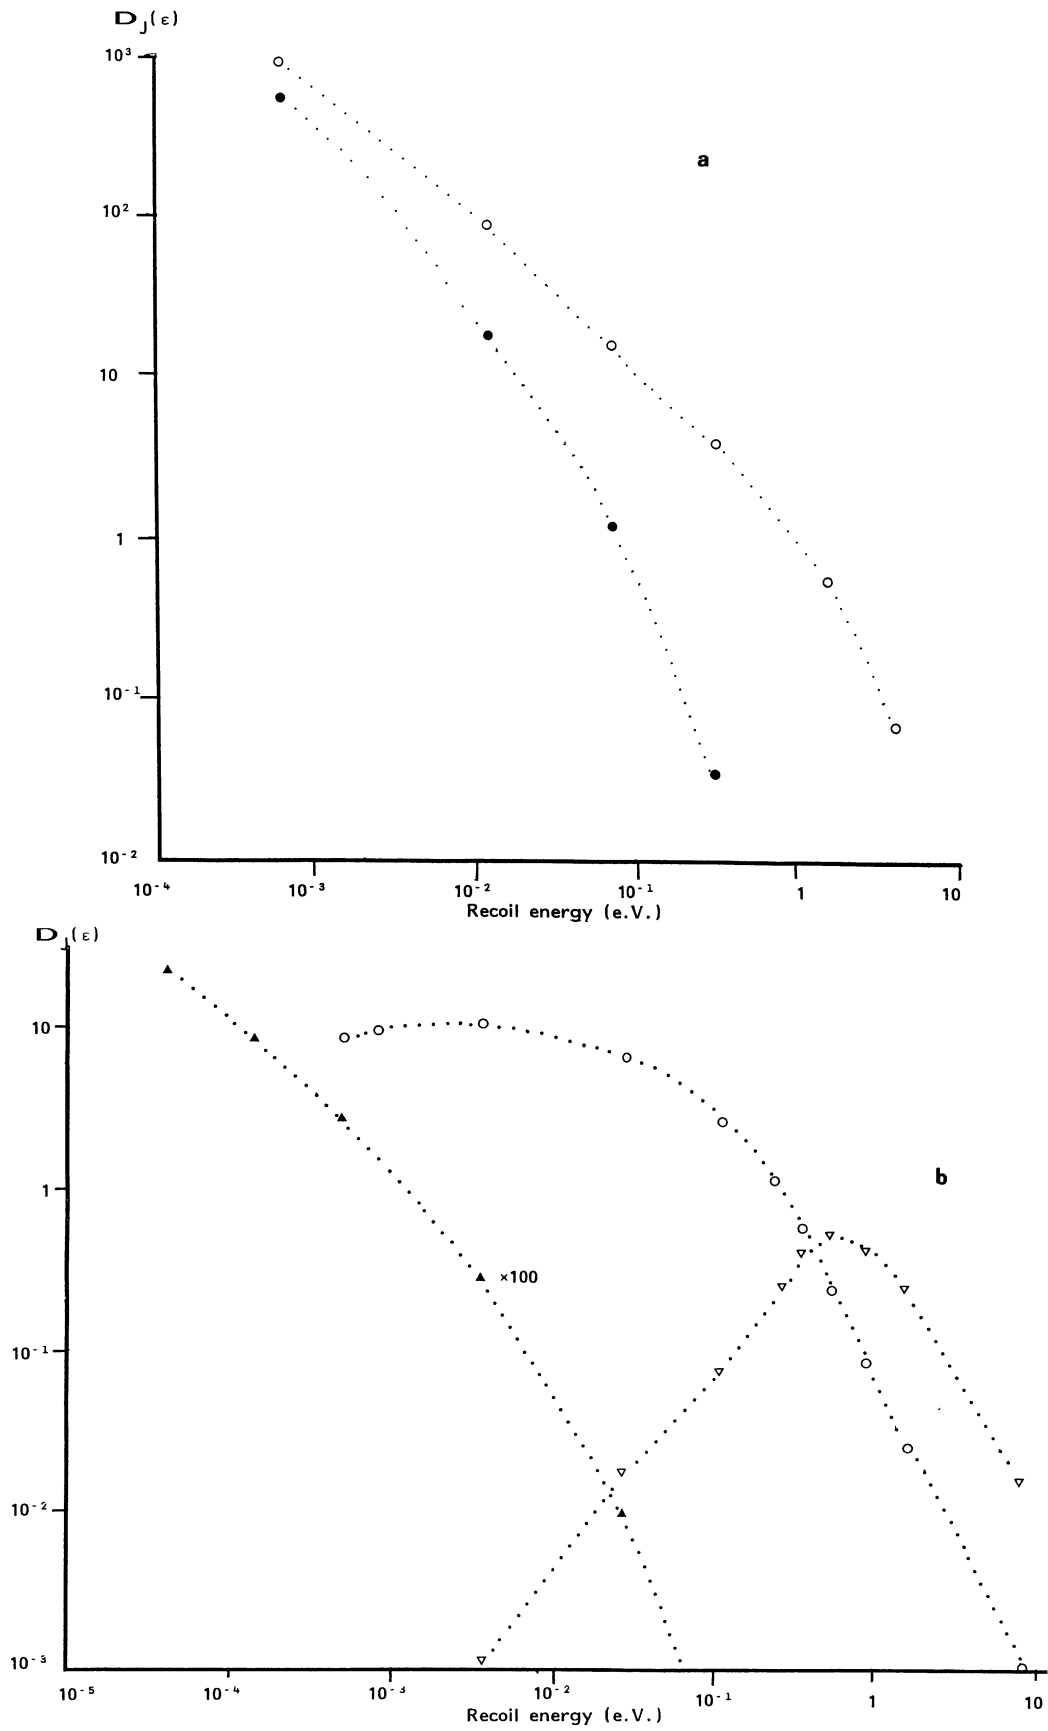 D_J(ε)
10³
a
10²
10
1
10⁻¹
10⁻²
10⁻⁴ 10⁻³ 10⁻² 10⁻¹ 1 10
Recoil energy (e.V.)
D_J(ε)
10
b
1
×100
10⁻¹
10⁻²
10⁻³
10⁻⁵ 10⁻⁴ 10⁻³ 10⁻² 10⁻¹ 1 10
Recoil energy (e.V.)